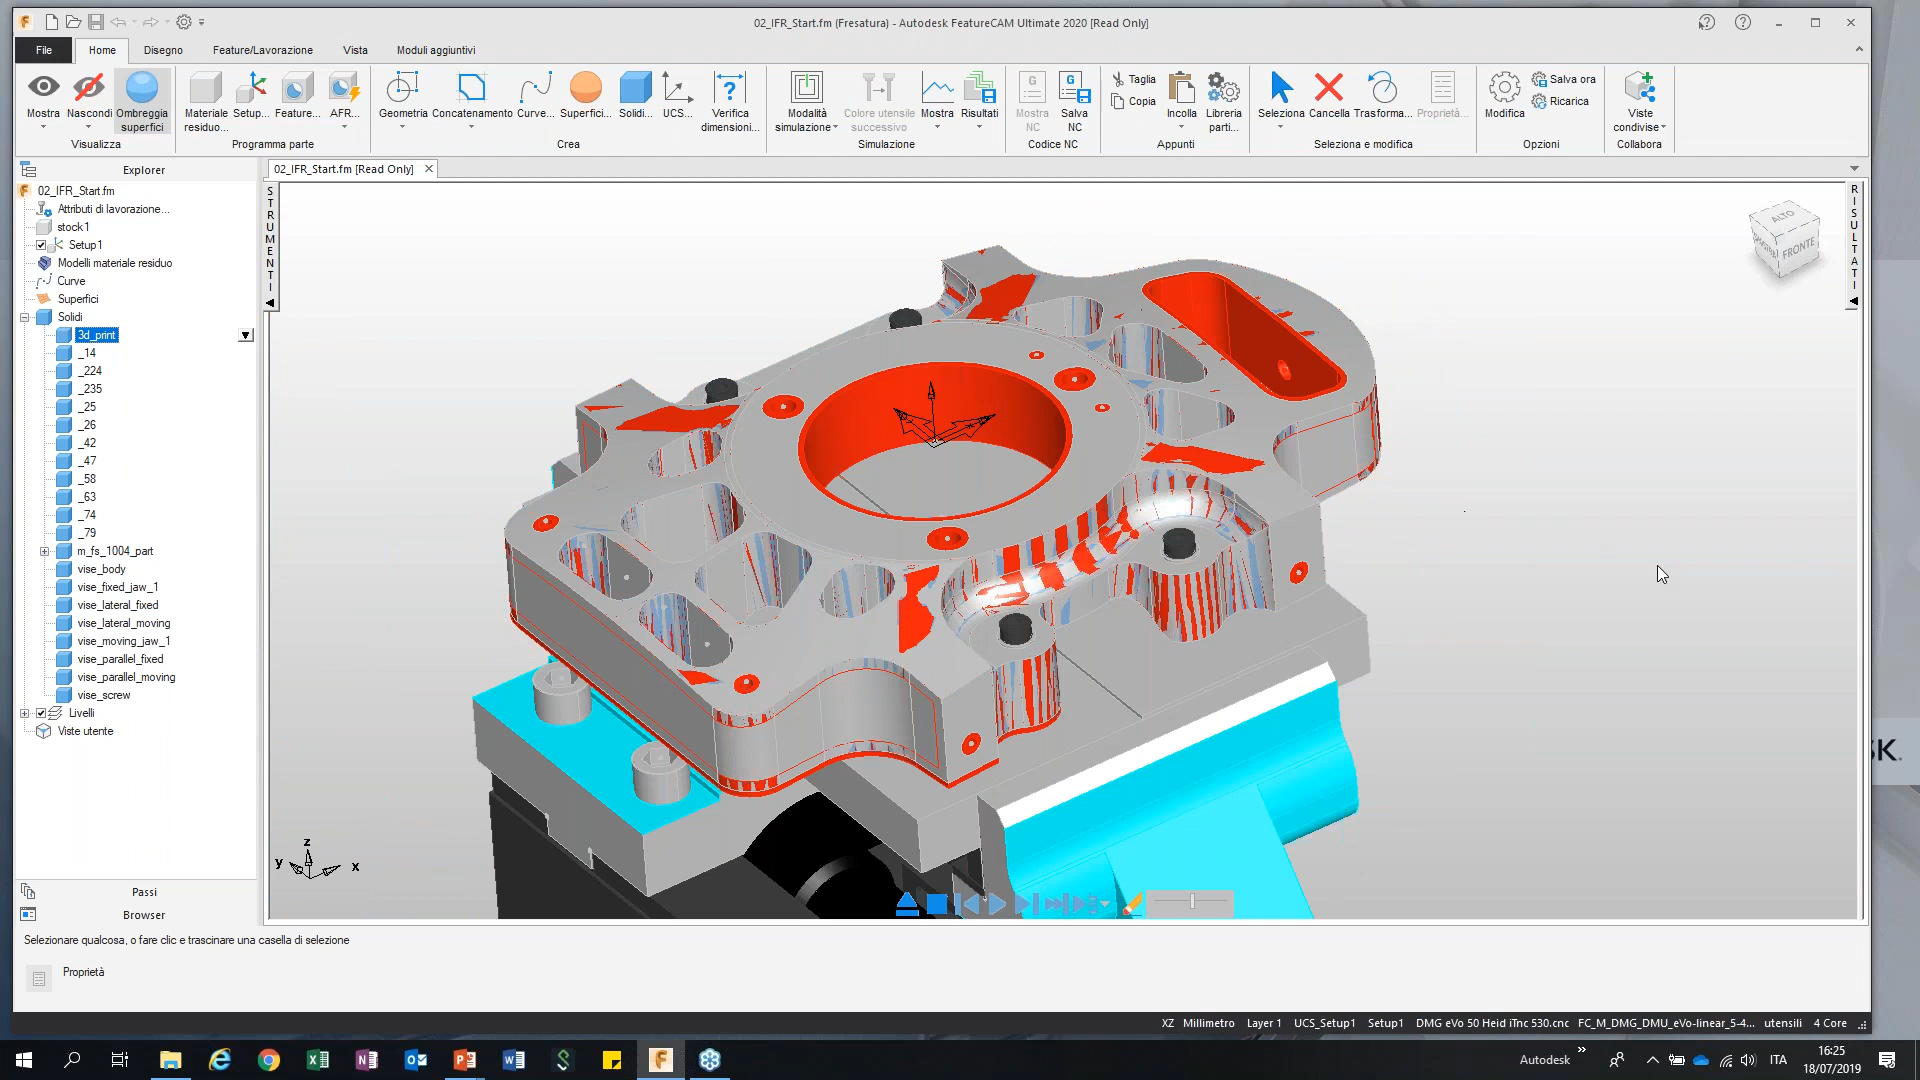 02_IFR_Start.fm (Fresatura) - Autodesk FeatureCAM Ultimate 2020 [Read Only]
File Home Disegno Feature/Lavorazione Vista Moduli aggiuntivi
Mostra Nascondi Ombreggia superfici
Visualizza
Materiale residuo... Setup... Feature... AFR...
Programma parte
Geometria Concatenamento Curve... Superfici... Solidi... UCS... Verifica dimensioni...
Crea
Modalità simulazione Colore utensile successivo Mostra Risultati
Simulazione
Mostra NC Salva NC
Codice NC
Taglia
Copia
Incolla Libreria parti...
Appunti
Seleziona Cancella Trasforma... Proprietà...
Seleziona e modifica
Modifica
Salva ora
Ricarica
Opzioni
Viste condivise
Collabora
Explorer
02_IFR_Start.fm
Attributi di lavorazione...
stock1
Setup1
Modelli materiale residuo
Curve
Superfici
Solidi
3d_print
_14
_224
_235
_25
_26
_42
_47
_58
_63
_74
_79
m_fs_1004_part
vise_body
vise_fixed_jaw_1
vise_lateral_fixed
vise_lateral_moving
vise_moving_jaw_1
vise_parallel_fixed
vise_parallel_moving
vise_screw
Livelli
Viste utente
Passi
Browser
02_IFR_Start.fm [Read Only]
STRUMENTI
RISULTATI
ALTO
FRONTE
z
y
x
SK.
Selezionare qualcosa, o fare clic e trascinare una casella di selezione
Proprietà
XZ Millimetro Layer 1 UCS_Setup1 Setup1 DMG eVo 50 Heid iTnc 530.cnc FC_M_DMG_DMU_eVo-linear_5-4... utensili 4 Core
Autodesk » ITA
16:25
18/07/2019